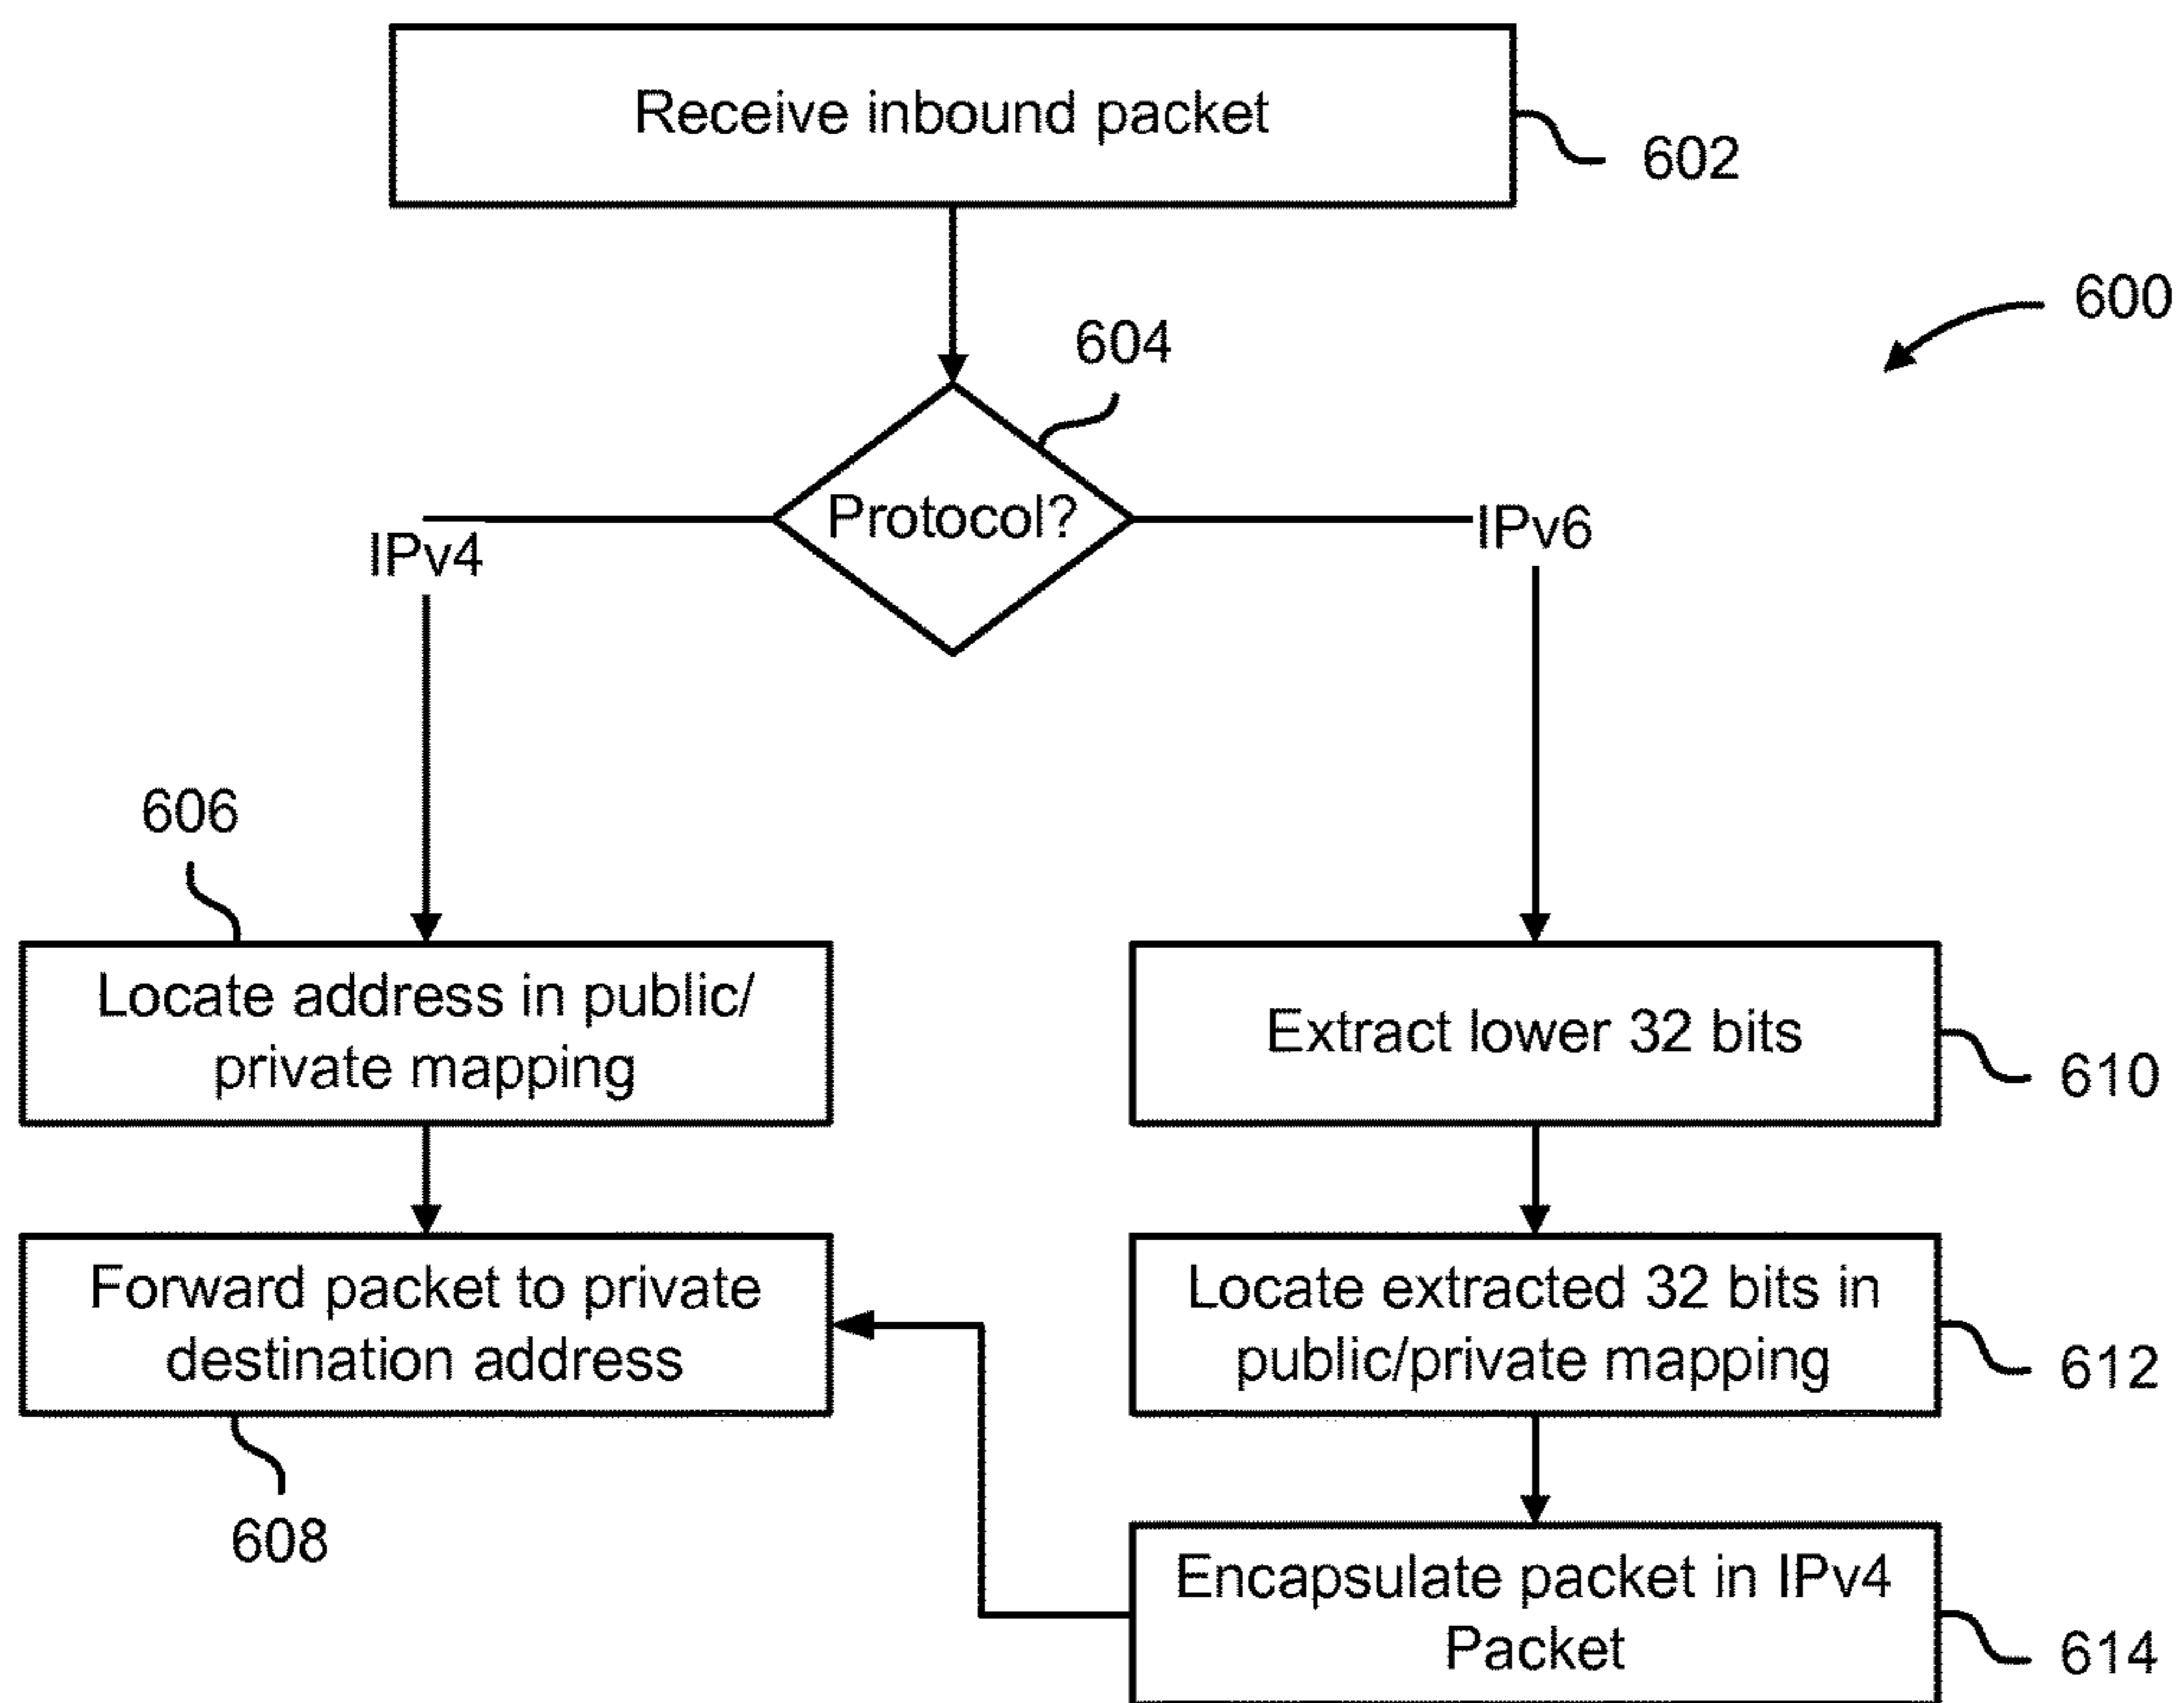 Receive inbound packet
602
600
604
Protocol?
IPv4
IPv6
606
Locate address in public/
private mapping
Extract lower 32 bits
610
Forward packet to private
destination address
608
Locate extracted 32 bits in
public/private mapping
612
Encapsulate packet in IPv4
Packet
614